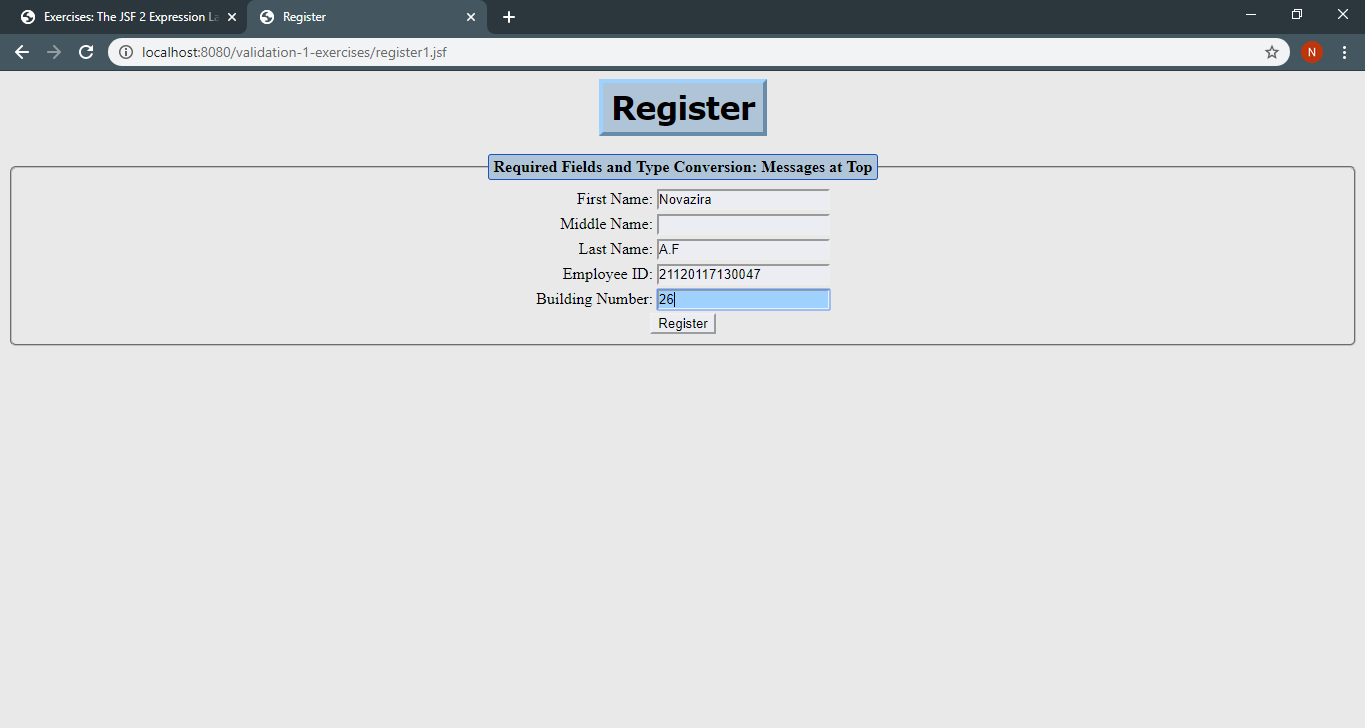 Exercises: The JSF 2 Expression La
Register
localhost:8080/validation-1-exercises/register1.jsf
N
Register
Required Fields and Type Conversion: Messages at Top
First Name: Novazira
Middle Name:
Last Name: A.F
Employee ID: 21120117130047
Building Number: 26
Register